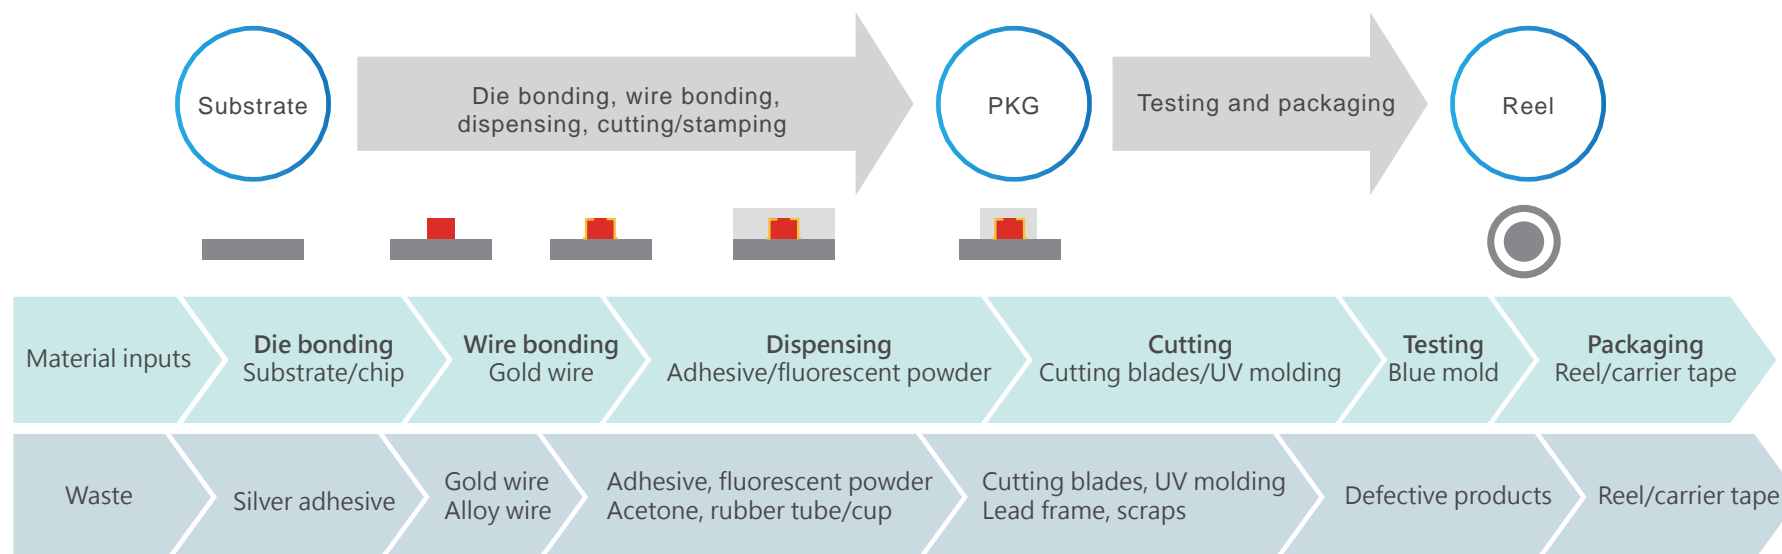 Substrate
Die bonding, wire bonding,
dispensing, cutting/stamping
PKG
Testing and packaging
Reel
Material inputs
Die bonding
Substrate/chip
Wire bonding
Gold wire
Dispensing
Adhesive/fluorescent powder
Cutting
Cutting blades/UV molding
Testing
Blue mold
Packaging
Reel/carrier tape
Waste
Silver adhesive
Gold wire
Alloy wire
Adhesive, fluorescent powder
Acetone, rubber tube/cup
Cutting blades, UV molding
Lead frame, scraps
Defective products
Reel/carrier tape